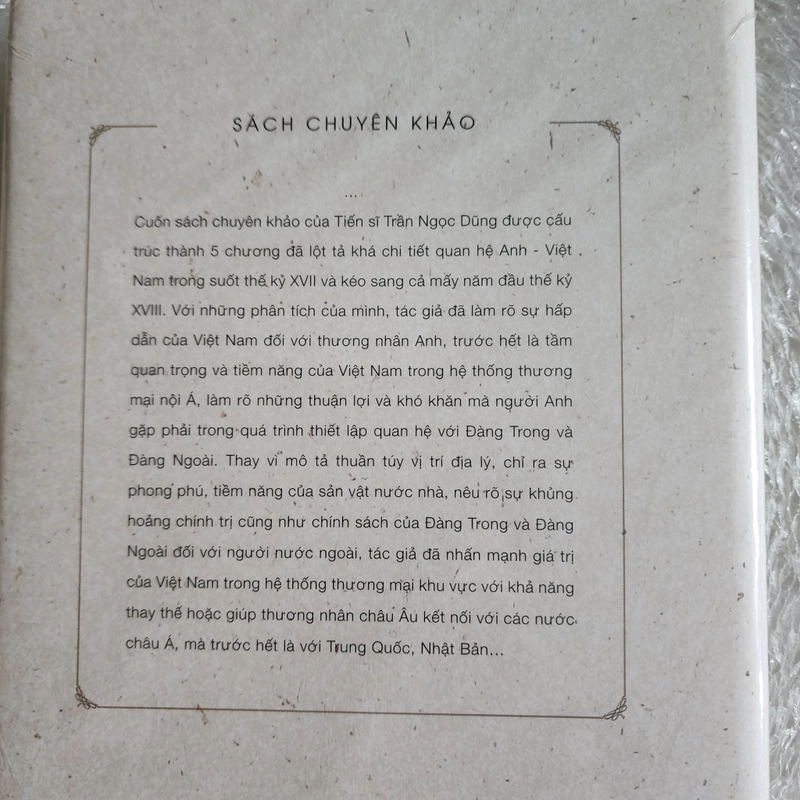 SÁCH CHUYÊN KHẢO
...
Cuốn sách chuyên khảo của Tiến sĩ Trần Ngọc Dũng được cấu
trúc thành 5 chương đã lột tả khá chi tiết quan hệ Anh - Việt
Nam trong suốt thế kỷ XVII và kéo sang cả mấy năm đầu thế kỷ
XVIII. Với những phân tích của mình, tác giả đã làm rõ sự hấp
dẫn của Việt Nam đối với thương nhân Anh, trước hết là tầm
quan trọng và tiềm năng của Việt Nam trong hệ thống thương
mại nội Á, làm rõ những thuận lợi và khó khăn mà người Anh
gặp phải trong quá trình thiết lập quan hệ với Đàng Trong và
Đàng Ngoài. Thay vì mô tả thuần túy vị trí địa lý, chỉ ra sự
phong phú, tiềm năng của sản vật nước nhà, nêu rõ sự khủng
hoảng chính trị cũng như chính sách của Đàng Trong và Đàng
Ngoài đối với người nước ngoài, tác giả đã nhấn mạnh giá trị
của Việt Nam trong hệ thống thương mại khu vực với khả năng
thay thế hoặc giúp thương nhân châu Âu kết nối với các nước
châu Á, mà trước hết là với Trung Quốc, Nhật Bản...